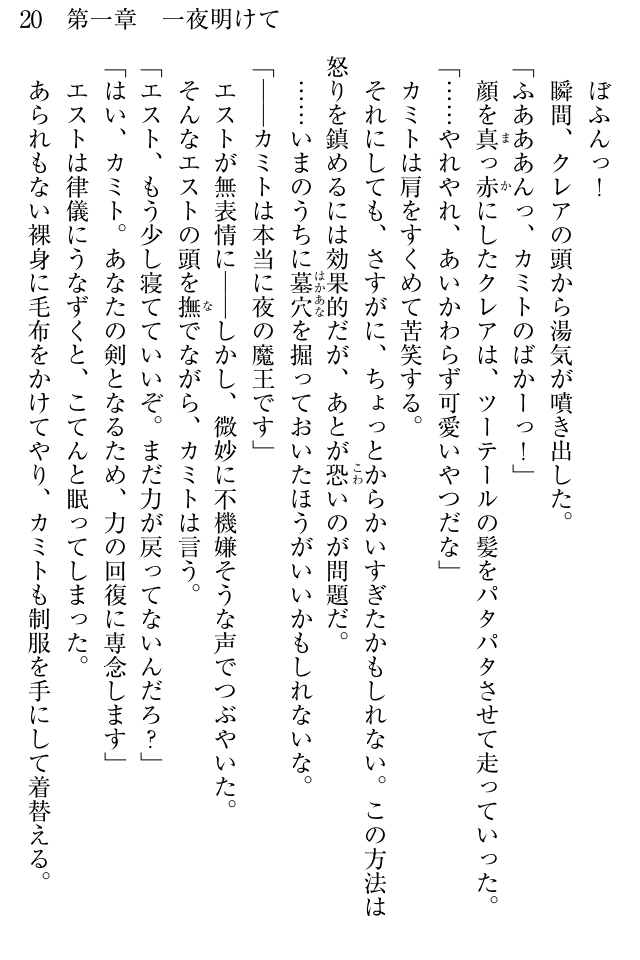 20 第一章 一夜明けて
ぼふんっ！
瞬間、クレアの頭から湯気が噴き出した。
「ふあああんっ、カミトのばかーっ！」
顔を真っ赤にしたクレアは、ツーテールの髪をパタパタさせて走っていった。
「……やれやれ、あいかわらず可愛いやつだな」
カミトは肩をすくめて苦笑する。
それにしても、さすがに、ちょっとからかいすぎたかもしれない。この方法は
怒りを鎮めるには効果的だが、あとが恐いのが問題だ。
……いまのうちに墓穴を掘っておいたほうがいいかもしれないな。
「――カミトは本当に夜の魔王です」
エストが無表情に――しかし、微妙に不機嫌そうな声でつぶやいた。
そんなエストの頭を撫でながら、カミトは言う。
「エスト、もう少し寝てていいぞ。まだ力が戻ってないんだろ？」
「はい、カミト。あなたの剣となるため、力の回復に専念します」
エストは律儀にうなずくと、こてんと眠ってしまった。
あられもない裸身に毛布をかけてやり、カミトも制服を手にして着替える。